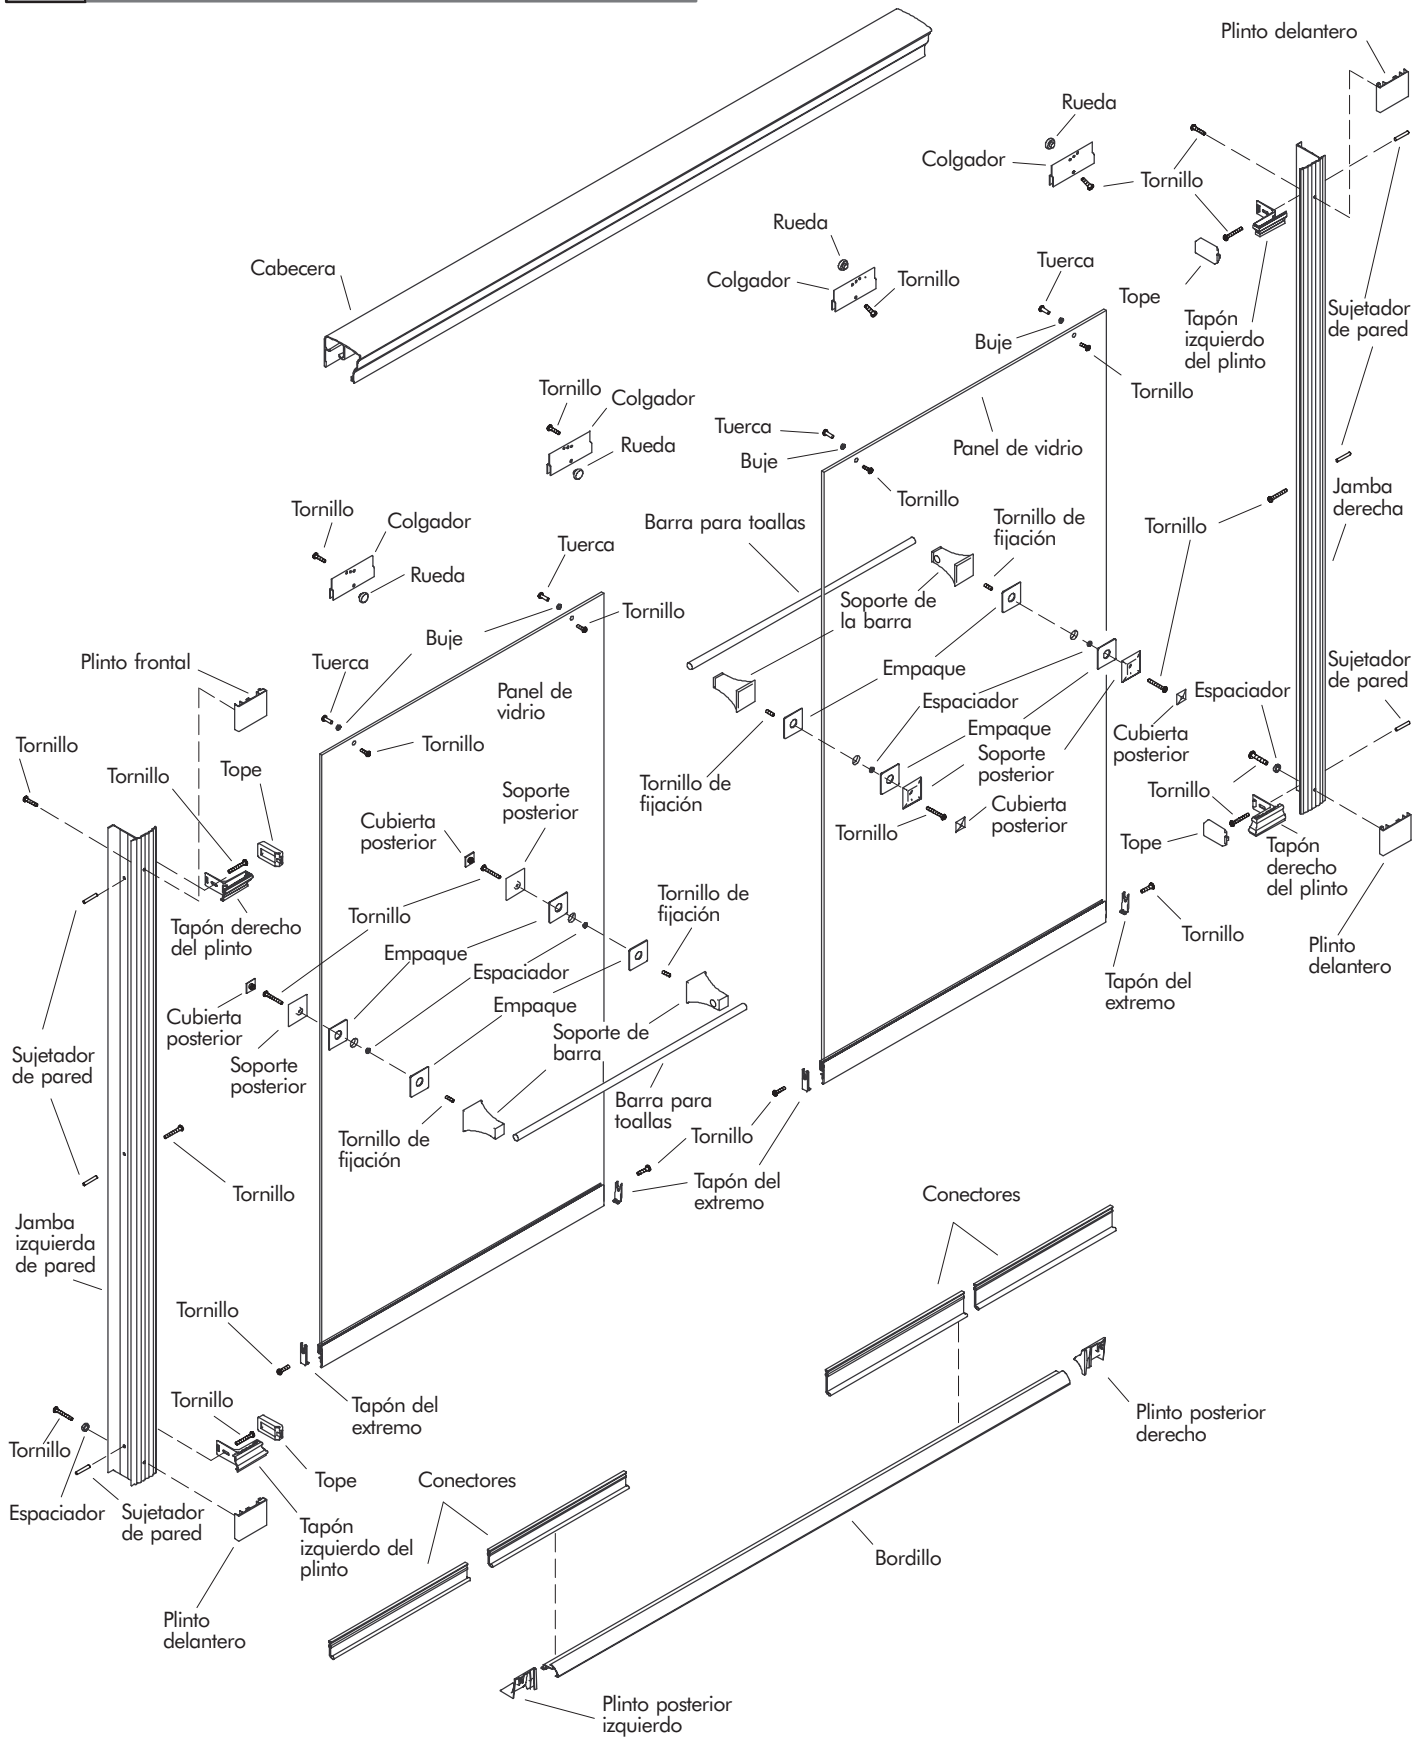 Plinto delantero
Rueda
Colgador
Tornillo
Rueda
Cabecera
Colgador
Tornillo
Tuerca
Tope
Buje
Tapón
izquierdo
del plinto
Sujetador
de pared
Tornillo
Tornillo
Colgador
Rueda
Tuerca
Buje
Panel de vidrio
Tornillo
Jamba
derecha
Tornillo
Colgador
Rueda
Barra para toallas
Tornillo de
fijación
Tornillo
Tuerca
Tornillo
Buje
Soporte de
la barra
Plinto frontal
Tuerca
Empaque
Sujetador
de pared
Panel de
vidrio
Espaciador
Espaciador
Tornillo
Tornillo
Empaque
Cubierta
posterior
Tornillo
Tope
Soporte
posterior
Soporte
posterior
Tornillo de
fijación
Tornillo
Cubierta
posterior
Tornillo
Cubierta
posterior
Tope
Tapón
derecho
del plinto
Tornillo de
fijación
Tornillo
Tapón derecho
del plinto
Empaque
Tornillo
Plinto
delantero
Espaciador
Tapón del
extremo
Empaque
Cubierta
posterior
Soporte de
barra
Sujetador
de pared
Soporte
posterior
Barra para
toallas
Tornillo de
fijación
Tornillo
Tornillo
Tapón del
extremo
Conectores
Jamba
izquierda
de pared
Tornillo
Tornillo
Tapón del
extremo
Plinto posterior
derecho
Tornillo
Tope
Conectores
Espaciador
Sujetador
de pared
Tapón
izquierdo del
plinto
Bordillo
Plinto
delantero
Plinto posterior
izquierdo